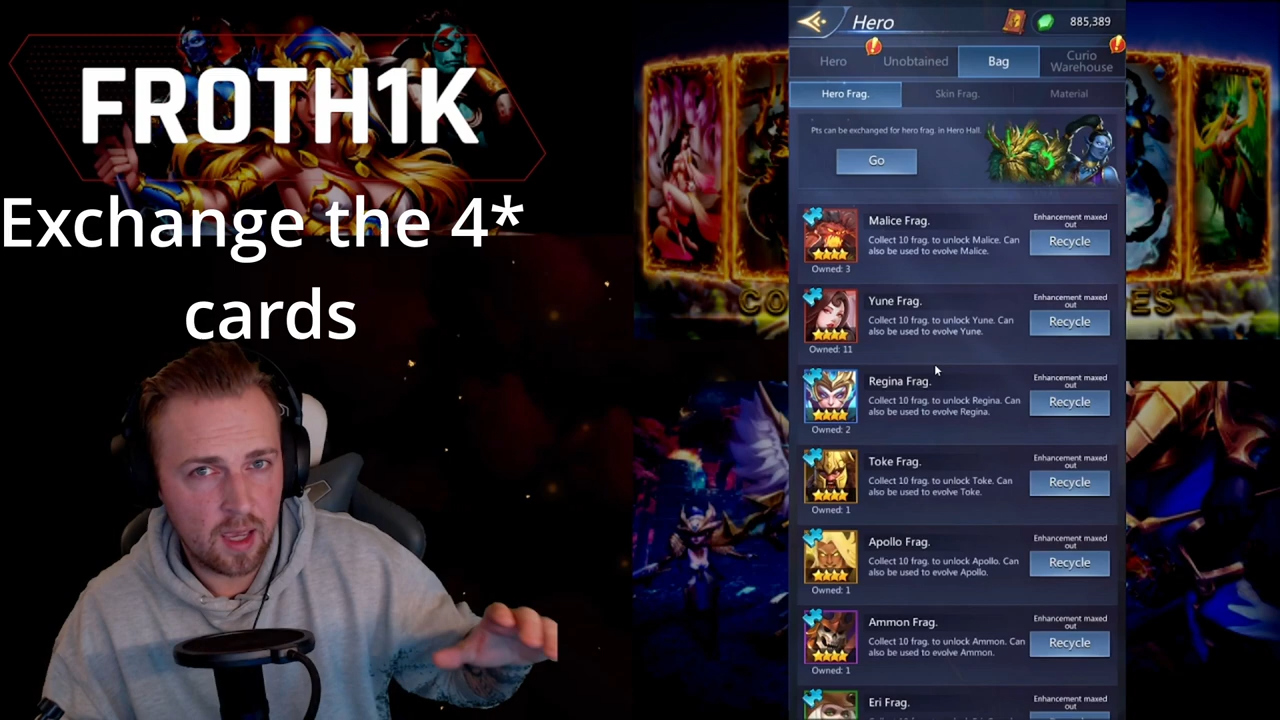 FROTH1K
Exchange the 4*
cards
Hero
885,389
Hero
Unobtained
Bag
Curio
Warehouse
Hero Frag.
Skin Frag.
Material
Pts can be exchanged for hero frag. in Hero Hall.
Go
Malice Frag.
Collect 10 frag. to unlock Malice. Can
also be used to evolve Malice.
Owned: 3
Enhancement maxed
out
Recycle
Yune Frag.
Collect 10 frag. to unlock Yune. Can
also be used to evolve Yune.
Owned: 11
Enhancement maxed
out
Recycle
Regina Frag.
Collect 10 frag. to unlock Regina. Can
also be used to evolve Regina.
Owned: 2
Enhancement maxed
out
Recycle
Toke Frag.
Collect 10 frag. to unlock Toke. Can
also be used to evolve Toke.
Owned: 1
Enhancement maxed
out
Recycle
Apollo Frag.
Collect 10 frag. to unlock Apollo. Can
also be used to evolve Apollo.
Owned: 1
Enhancement maxed
out
Recycle
Ammon Frag.
Collect 10 frag. to unlock Ammon. Can
also be used to evolve Ammon.
Owned: 1
Enhancement maxed
out
Recycle
Eri Frag.
Enhancement maxed
out